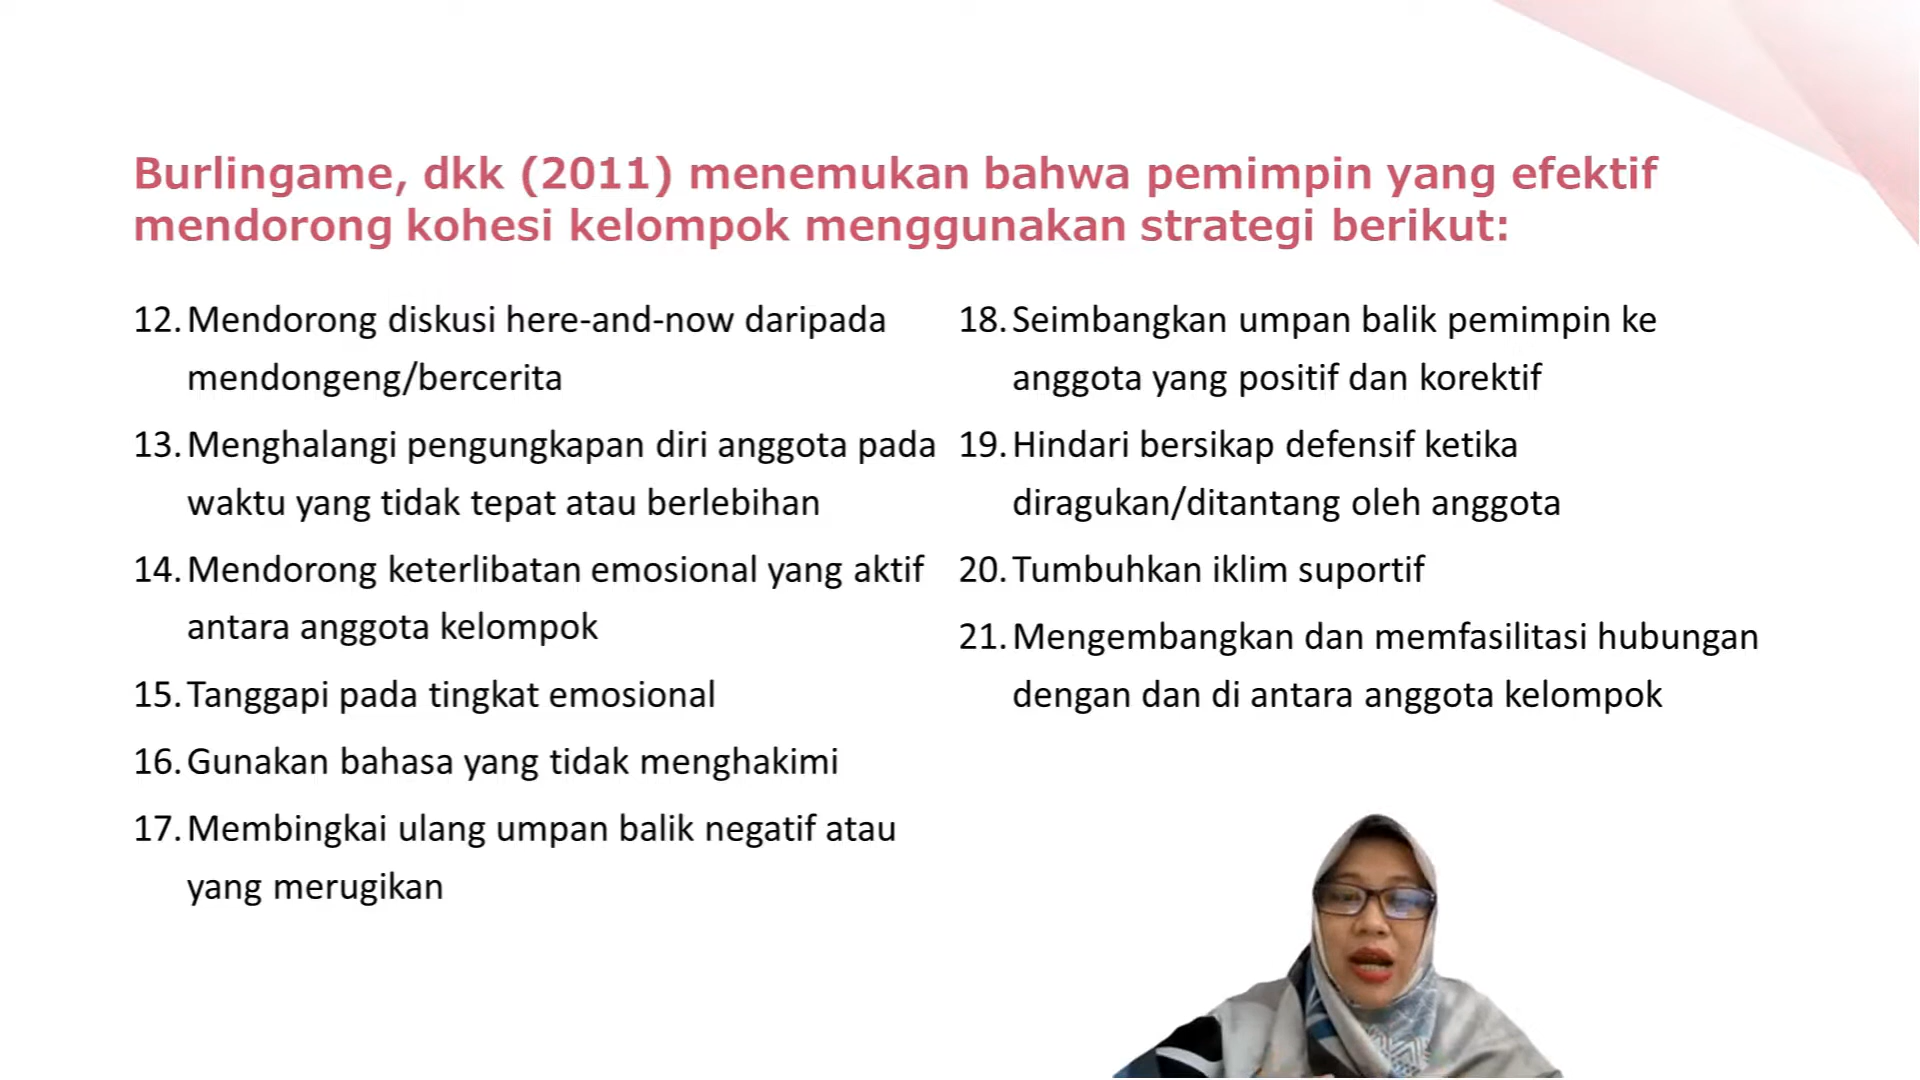 Burlingame, dkk (2011) menemukan bahwa pemimpin yang efektif
mendorong kohesi kelompok menggunakan strategi berikut:
12. Mendorong diskusi here-and-now daripada
mendongeng/bercerita
13. Menghalangi pengungkapan diri anggota pada
waktu yang tidak tepat atau berlebihan
14. Mendorong keterlibatan emosional yang aktif
antara anggota kelompok
15. Tanggapi pada tingkat emosional
16. Gunakan bahasa yang tidak menghakimi
17. Membingkai ulang umpan balik negatif atau
yang merugikan
18. Seimbangkan umpan balik pemimpin ke
anggota yang positif dan korektif
19. Hindari bersikap defensif ketika
diragukan/ditantang oleh anggota
20. Tumbuhkan iklim suportif
21. Mengembangkan dan memfasilitasi hubungan
dengan dan di antara anggota kelompok